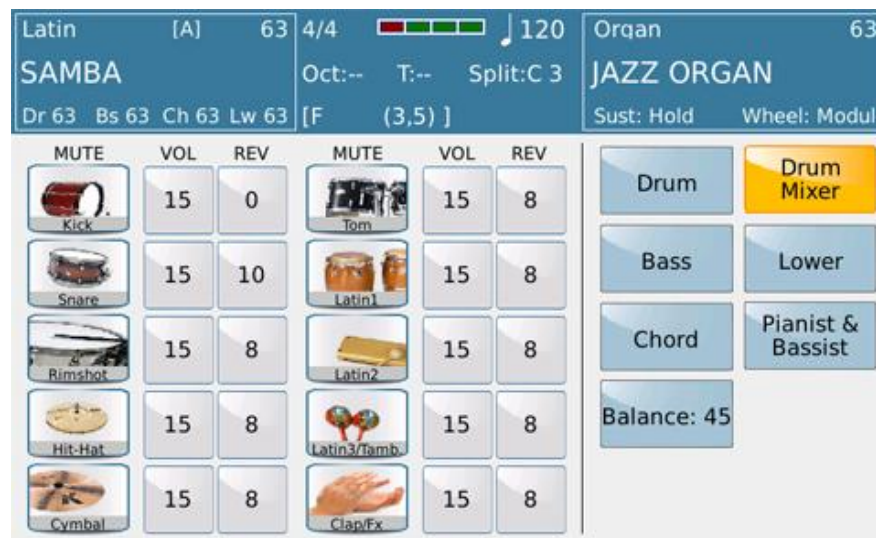 Latin [A] 63
SAMBA
Dr 63 Bs 63 Ch 63 Lw 63
4/4 120
Oct:-- T:-- Split:C 3
[F (3,5) ]
Organ 63
JAZZ ORGAN
Sust: Hold Wheel: Modul
MUTE VOL REV MUTE VOL REV
Kick 15 0 Tom 15 8
Snare 15 10 Latin1 15 8
Rimshot 15 8 Latin2 15 8
Hit-Hat 15 8 Latin3/Tamb. 15 8
Cymbal 15 8 Clap/Fx 15 8
Drum
Drum
Mixer
Bass
Lower
Chord
Pianist &
Bassist
Balance: 45